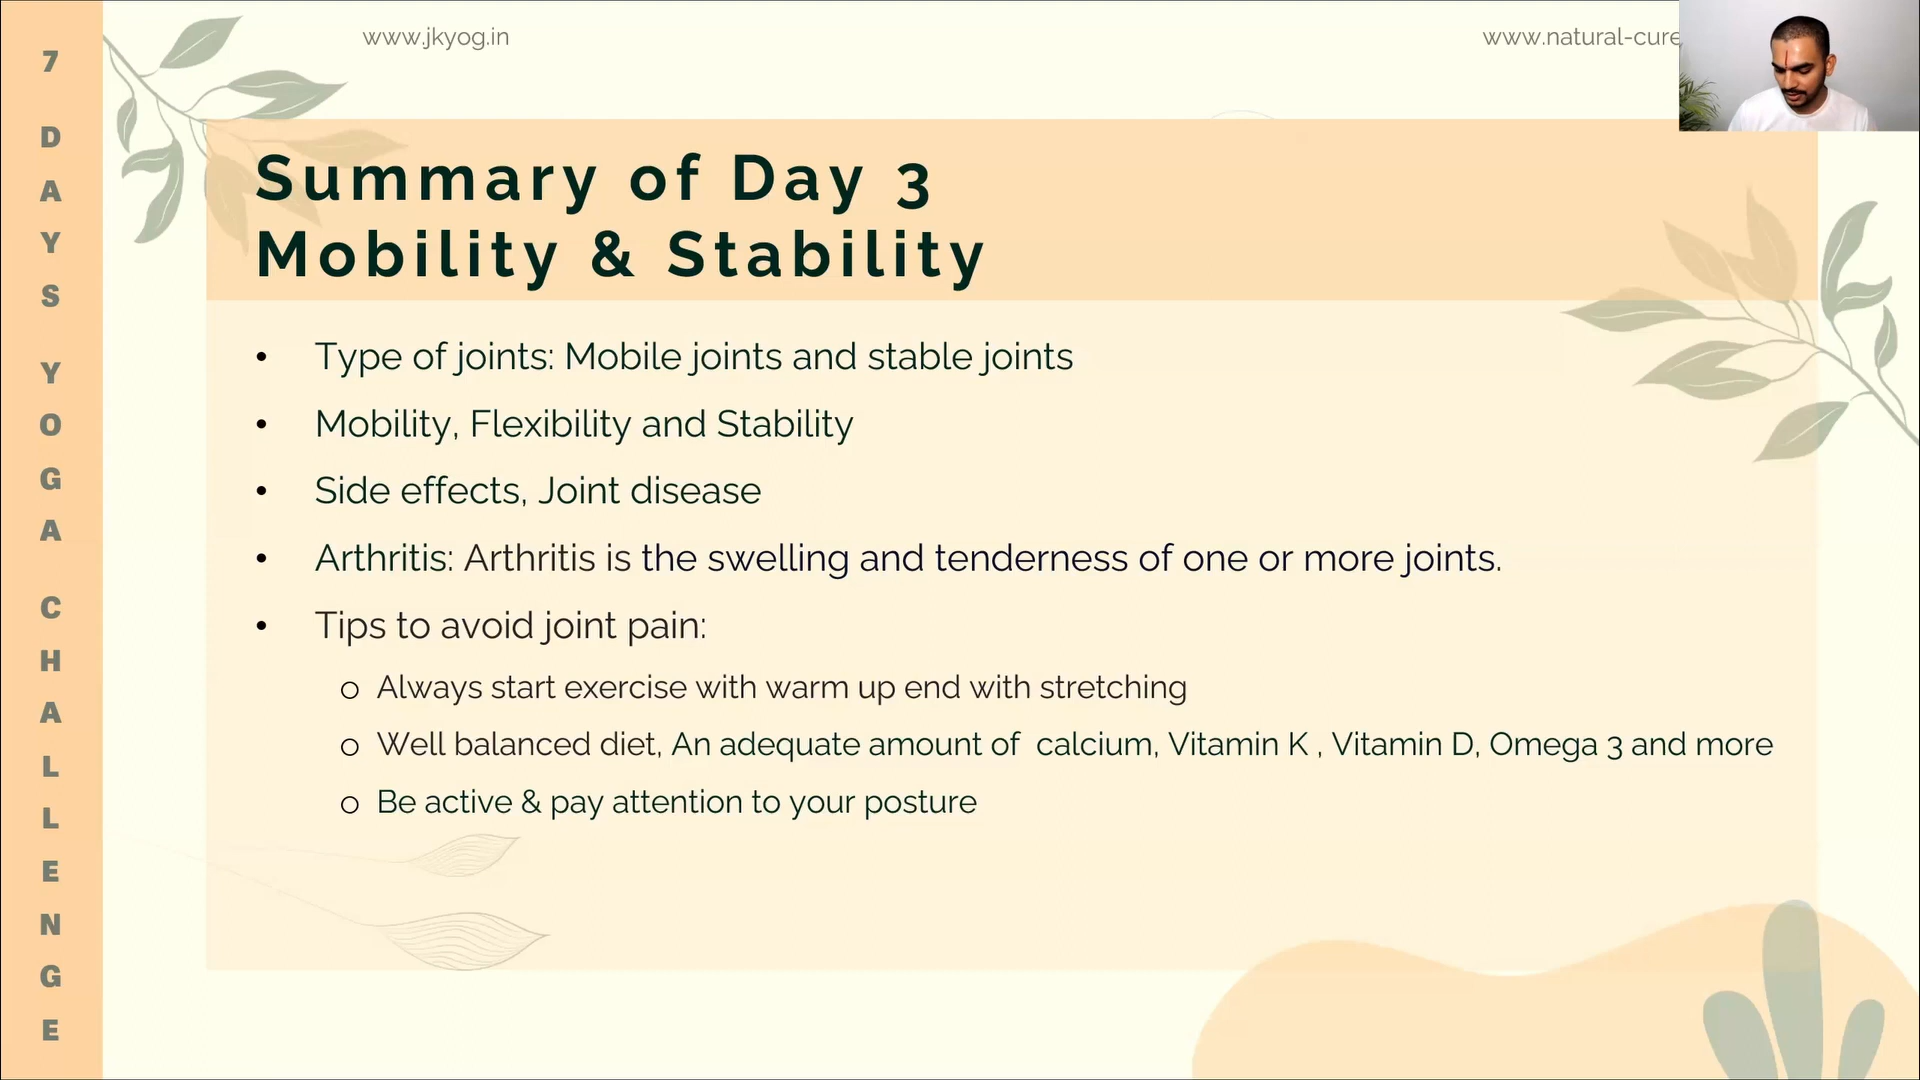 7 DAYS YOGA CHALLENGE
www.jkyog.in
www.natural-cure
Summary of Day 3
Mobility & Stability
• Type of joints: Mobile joints and stable joints
• Mobility, Flexibility and Stability
• Side effects, Joint disease
• Arthritis: Arthritis is the swelling and tenderness of one or more joints.
• Tips to avoid joint pain:
o Always start exercise with warm up end with stretching
o Well balanced diet, An adequate amount of calcium, Vitamin K , Vitamin D, Omega 3 and more
o Be active & pay attention to your posture